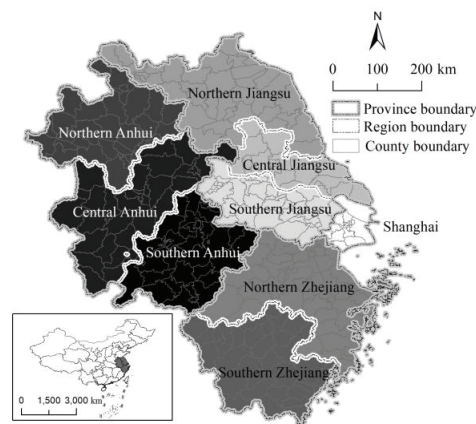 N
0 100 200 km
Province boundary
Region boundary
County boundary
Northern Jiangsu
Northern Anhui
Central Jiangsu
Central Anhui
Southern Jiangsu
Shanghai
Southern Anhui
Northern Zhejiang
Southern Zhejiang
0 1,500 3,000 km